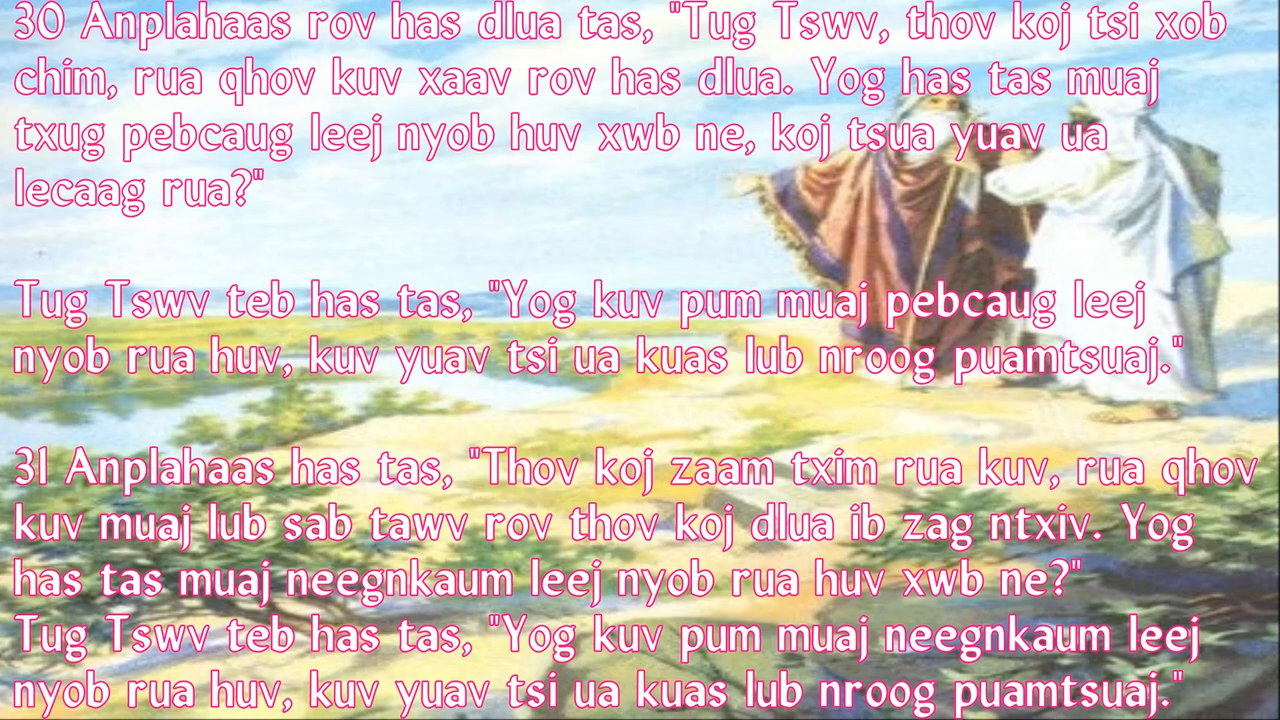 30 Anplahaas rov has dlua tas, "Tug Tswv, thov koj tsi xob
chim, rua qhov kuv xaav rov has dlua. Yog has tas muaj
txug pebcaug leej nyob huv xwb ne, koj tsua yuav ua
lecaag rua?"
Tug Tswv teb has tas, "Yog kuv pum muaj pebcaug leej
nyob rua huv, kuv yuav tsi ua kuas lub nroog puamtsuaj."
31 Anplahaas has tas, "Thov koj zaam txim rua kuv, rua qhov
kuv muaj lub sab tawv rov thov koj dlua ib zag ntxiv. Yog
has tas muaj neegnkaum leej nyob rua huv xwb ne?"
Tug Tswv teb has tas, "Yog kuv pum muaj neegnkaum leej
nyob rua huv, kuv yuav tsi ua kuas lub nroog puamtsuaj."